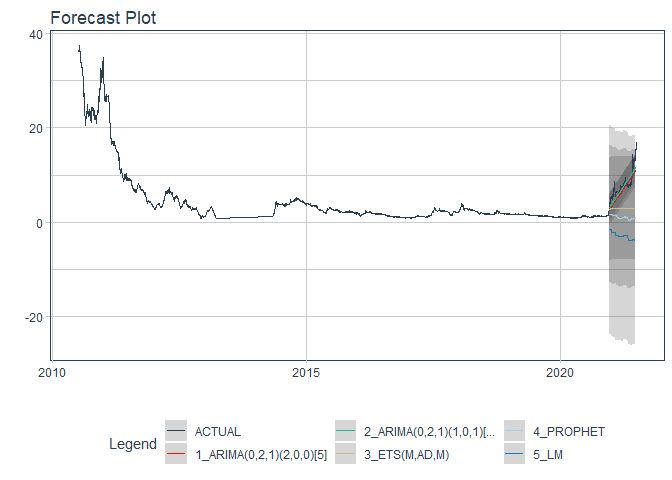 Forecast Plot
40
20
0
-20
2010
2015
2020
Legend
ACTUAL
1_ARIMA(0,2,1)(2,0,0)[5]
2_ARIMA(0,2,1)(1,0,1)[...
3_ETS(M,AD,M)
4_PROPHET
5_LM